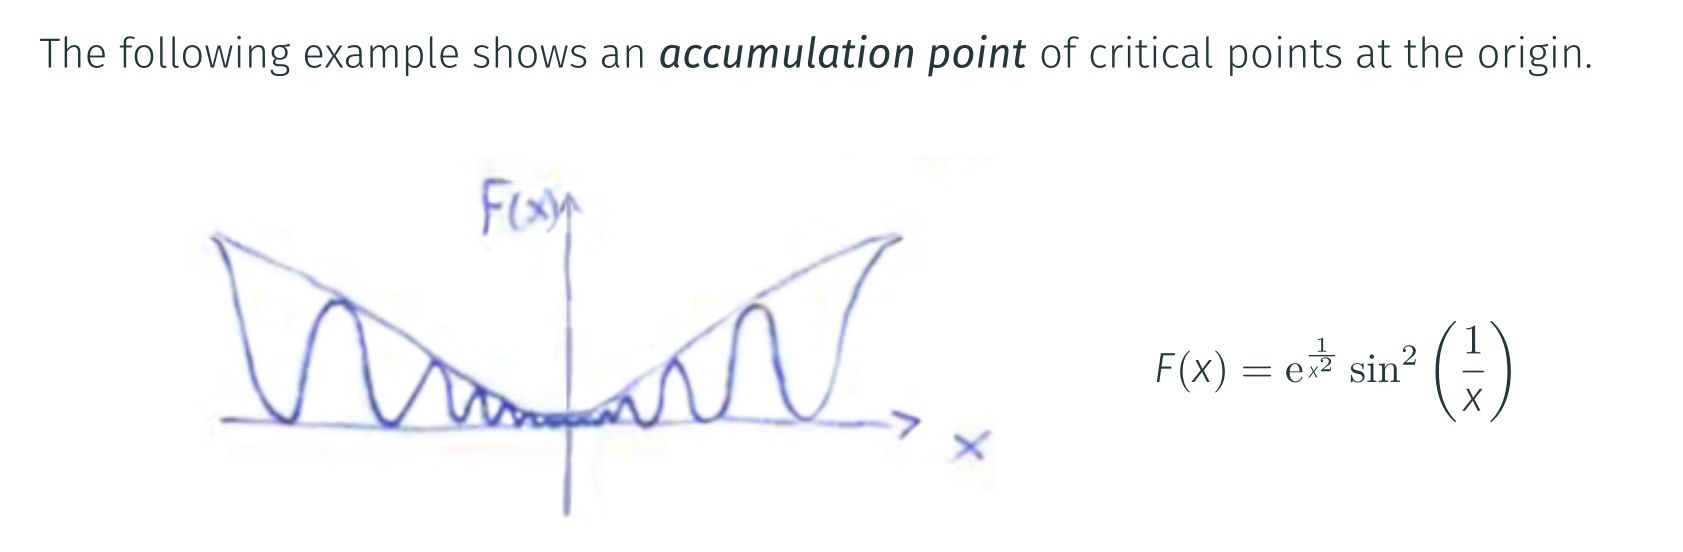 The following example shows an accumulation point of critical points at the origin.
F(x)
F(x) = e^{\frac{1}{x^2}} \sin^2 \left( \frac{1}{x} \right)
x